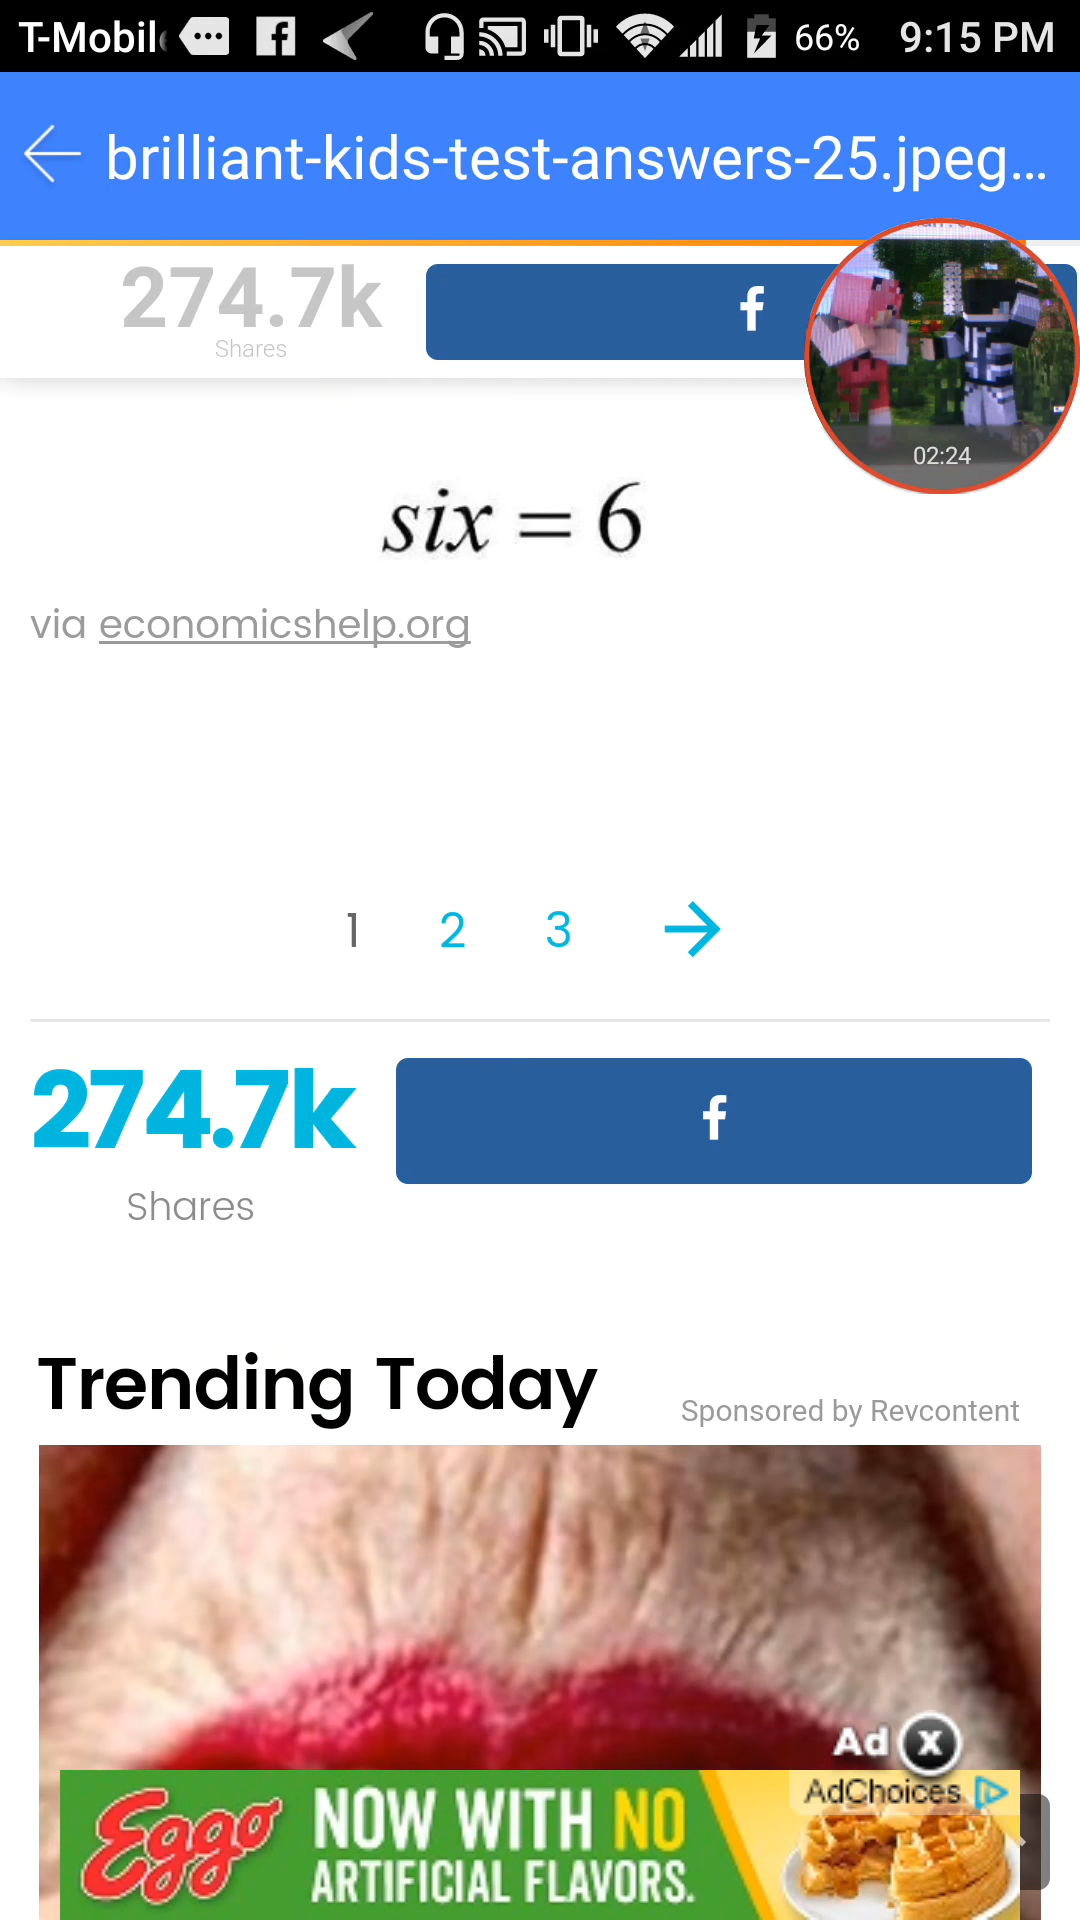 T-Mobil
66%
9:15 PM
brilliant-kids-test-answers-25.jpeg...
274.7k
Shares
f
02:24
six = 6
via economicshelp.org
1 2 3
274.7k
f
Shares
Trending Today
Sponsored by Revcontent
Ad X
AdChoices
Eggo
NOW WITH NO
ARTIFICIAL FLAVORS.